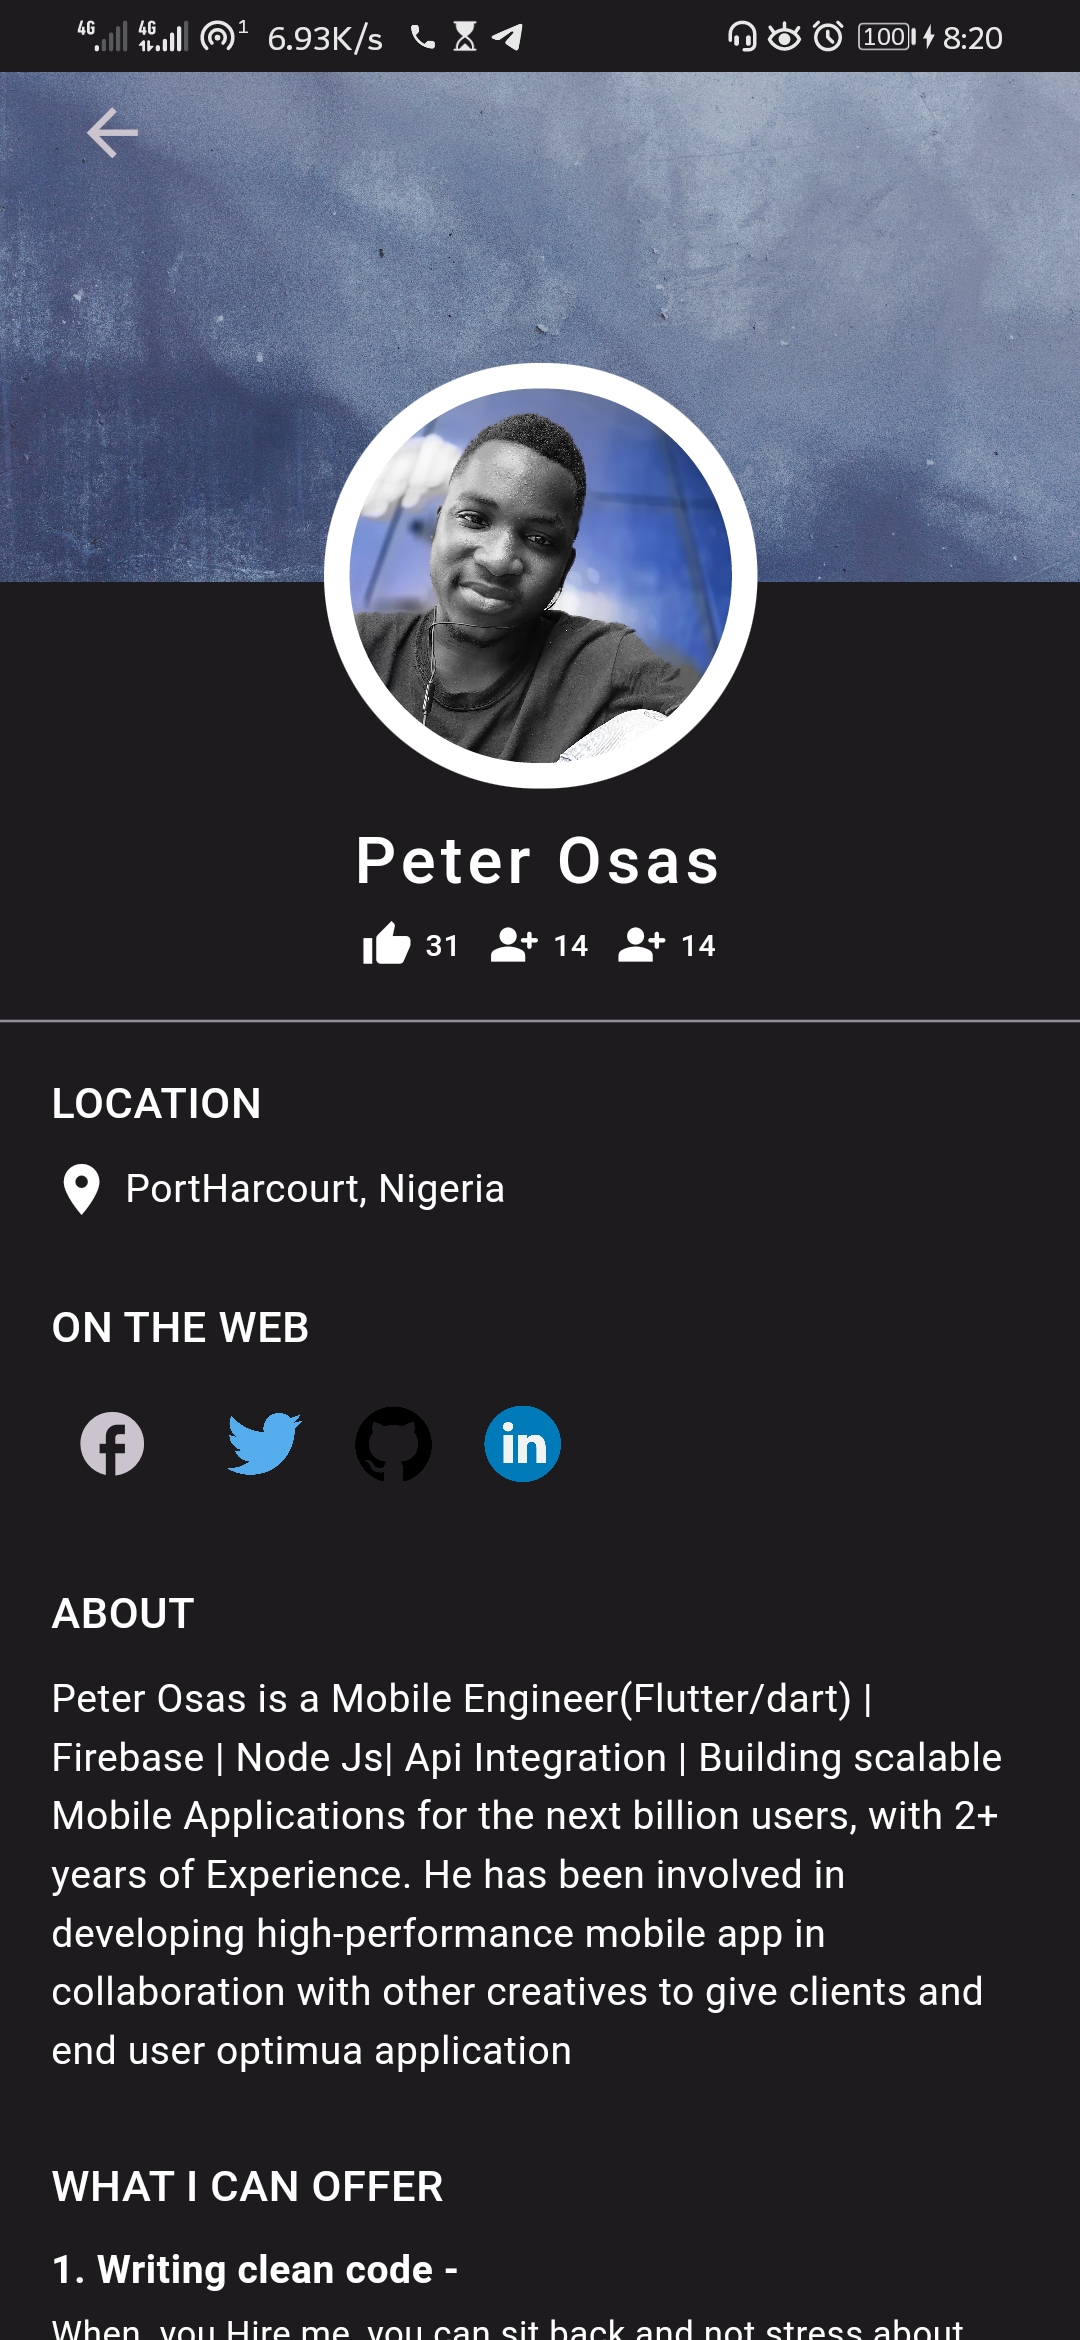 4G 4G 1 6.93K/s 100 8:20
Peter Osas
31 14 14
LOCATION
PortHarcourt, Nigeria
ON THE WEB
in
ABOUT
Peter Osas is a Mobile Engineer(Flutter/dart) |
Firebase | Node Js| Api Integration | Building scalable
Mobile Applications for the next billion users, with 2+
years of Experience. He has been involved in
developing high-performance mobile app in
collaboration with other creatives to give clients and
end user optimua application
WHAT I CAN OFFER
1. Writing clean code -
When, you Hire me, you can sit back and not stress about